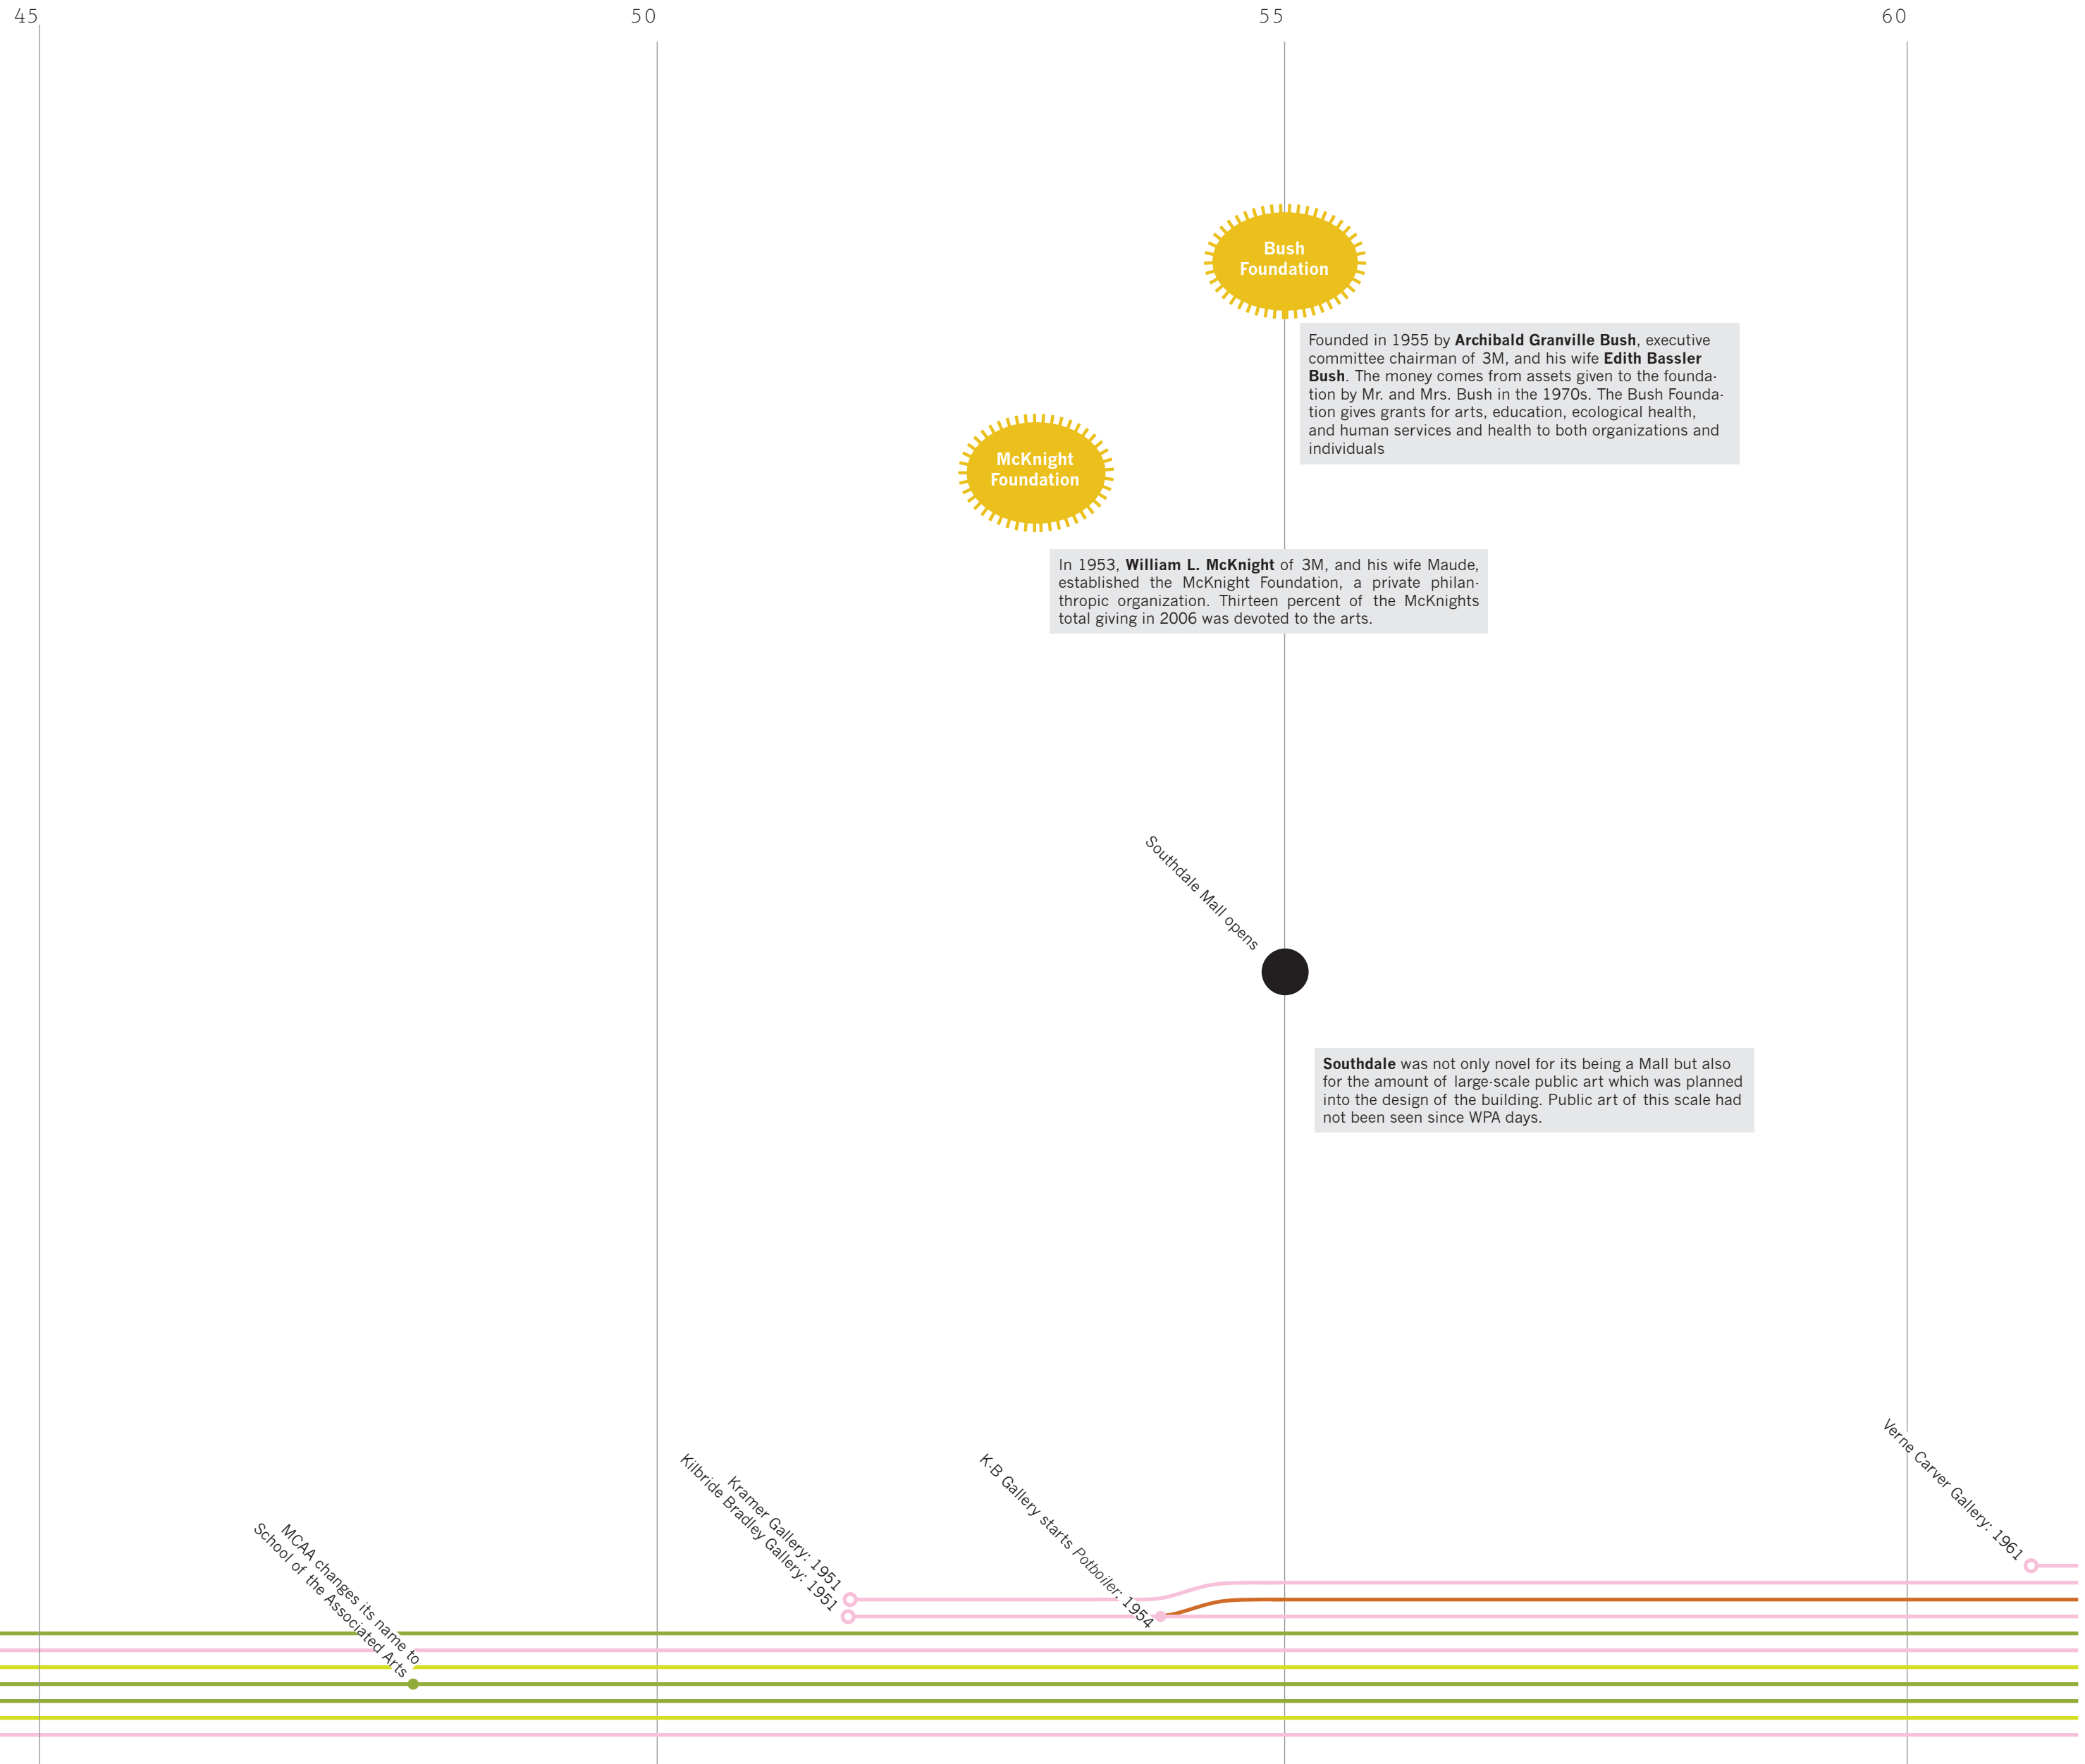 45
50
55
60
Bush
Foundation
Founded in 1955 by Archibald Granville Bush, executive
committee chairman of 3M, and his wife Edith Bassler
Bush. The money comes from assets given to the founda-
tion by Mr. and Mrs. Bush in the 1970s. The Bush Founda-
tion gives grants for arts, education, ecological health,
and human services and health to both organizations and
individuals
McKnight
Foundation
In 1953, William L. McKnight of 3M, and his wife Maude,
established the McKnight Foundation, a private philan-
thropic organization. Thirteen percent of the McKnights
total giving in 2006 was devoted to the arts.
Southdale Mall opens
Southdale was not only novel for its being a Mall but also
for the amount of large-scale public art which was planned
into the design of the building. Public art of this scale had
not been seen since WPA days.
Verne Carver Gallery: 1961
Kramer Gallery: 1951
Kilbride Bradley Gallery: 1951
K-B Gallery starts Potboiler: 1954
MCAA changes its name to
School of the Associated Arts